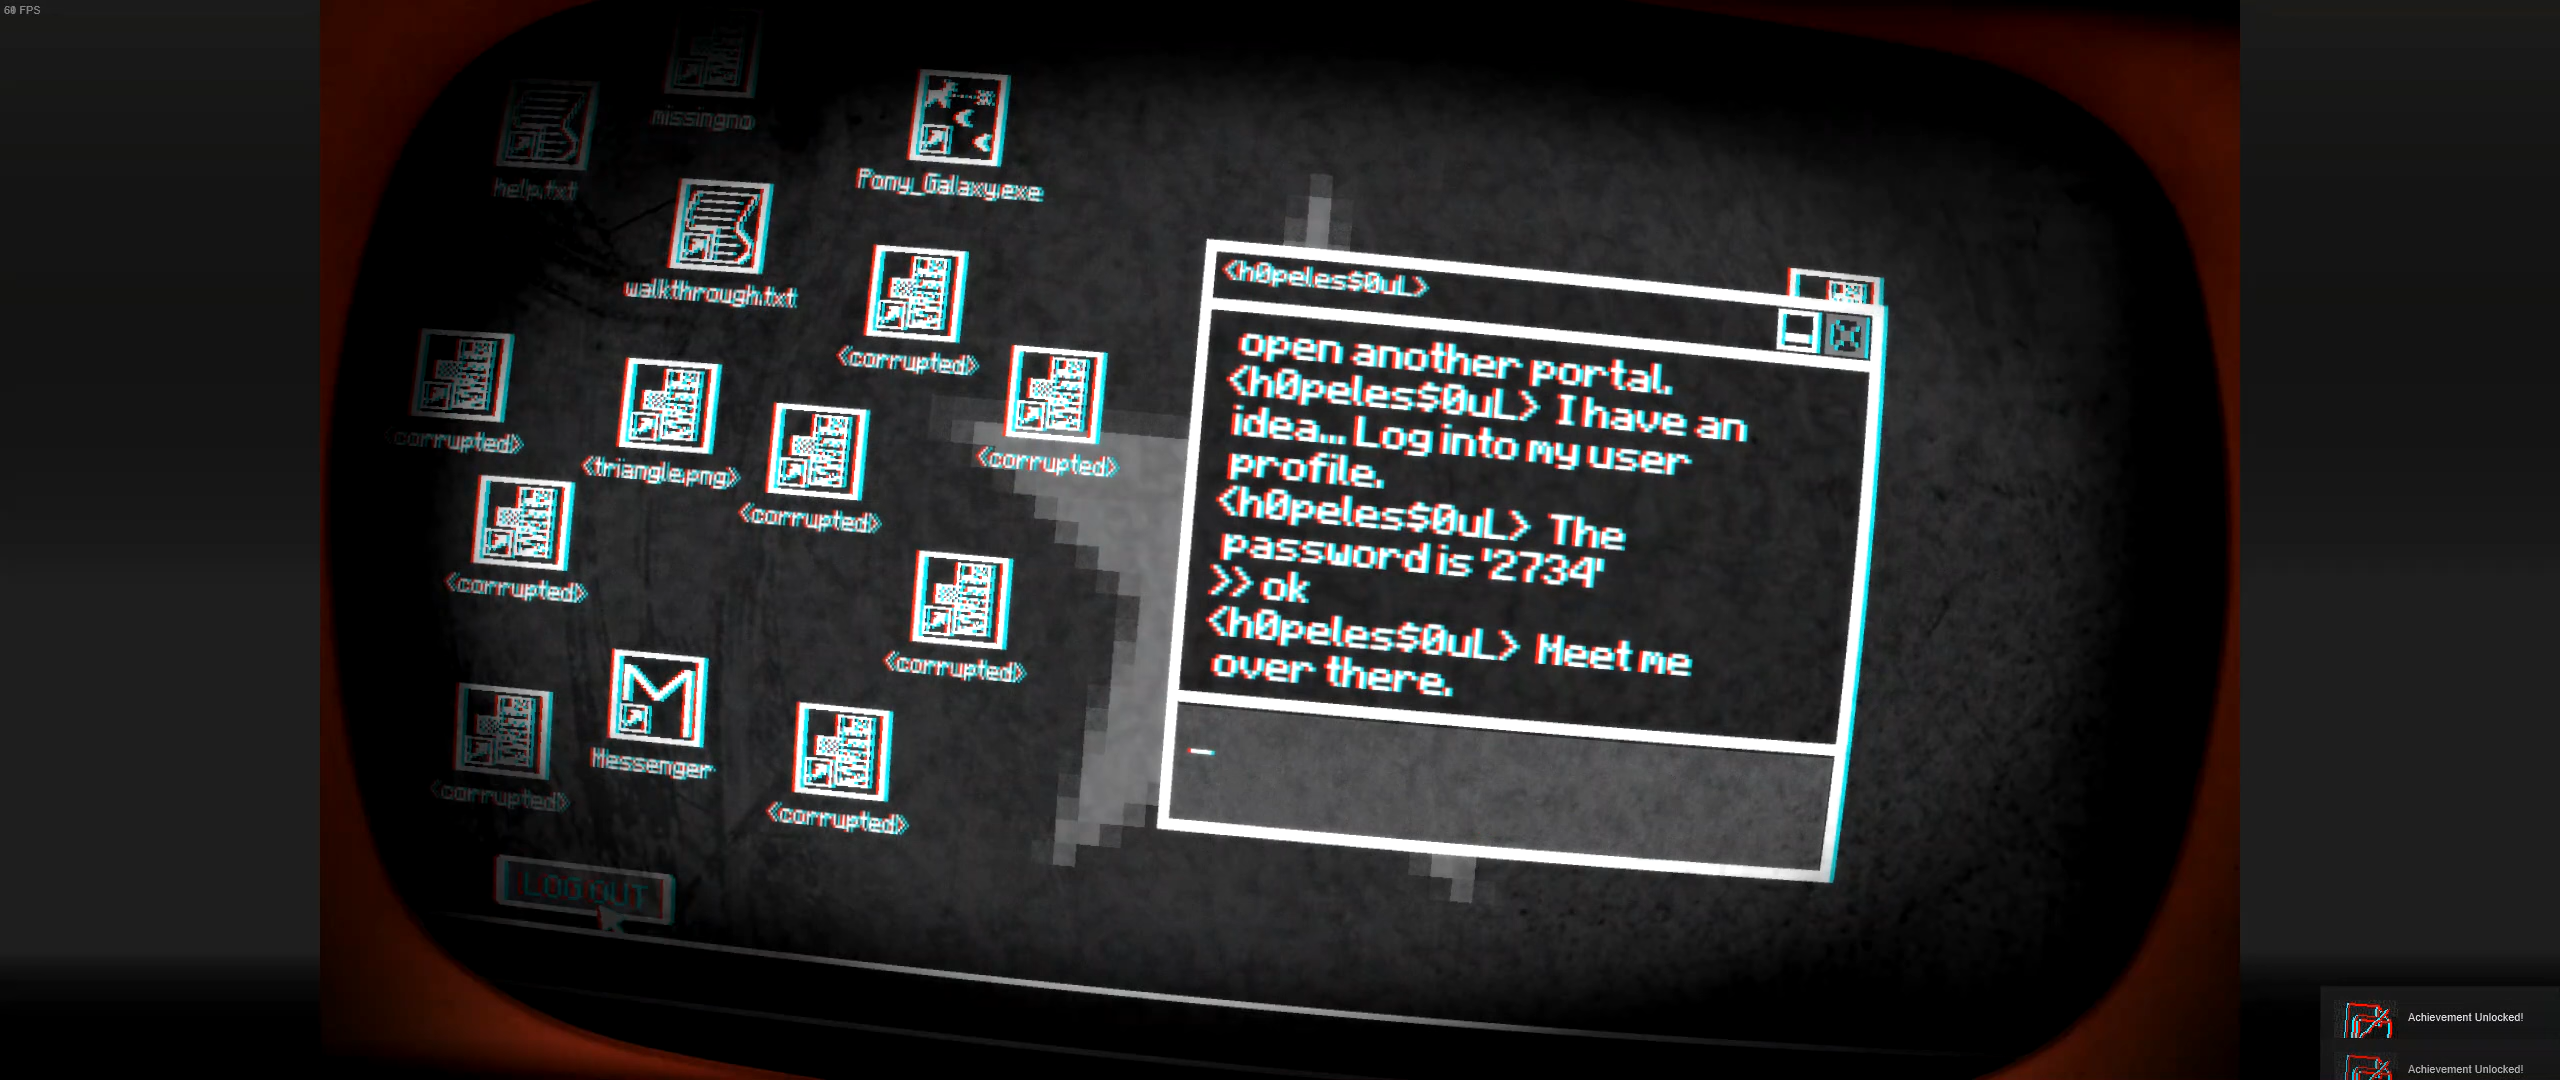 60 FPS
missingno
help.txt
Pony_Galaxy.exe
walkthrough.txt
<corrupted>
<corrupted>
<corrupted>
<triangle.png>
<corrupted>
<corrupted>
<corrupted>
Messenger
<corrupted>
<corrupted>
LOG OUT
<h0peles$0uL>
open another portal.
<h0peles$0uL> I have an
idea... Log into my user
profile.
<h0peles$0uL> The
password is '2734'
>> ok
<h0peles$0uL> Meet me
over there.
_
Achievement Unlocked!
Achievement Unlocked!